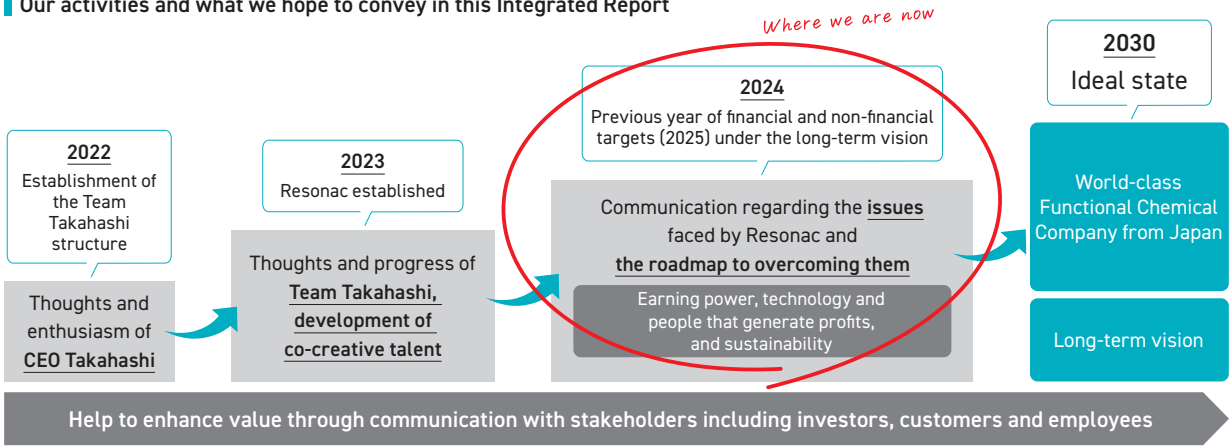 Our activities and what we hope to convey in this Integrated Report
Where we are now
2022
Establishment of
the Team
Takahashi
structure
Thoughts and
enthusiasm of
CEO Takahashi
2023
Resonac established
Thoughts and progress of
Team Takahashi,
development of
co-creative talent
2024
Previous year of financial and non-financial
targets (2025) under the long-term vision
Communication regarding the issues
faced by Resonac and
the roadmap to overcoming them
Earning power, technology and
people that generate profits,
and sustainability
2030
Ideal state
World-class
Functional Chemical
Company from Japan
Long-term vision
Help to enhance value through communication with stakeholders including investors, customers and employees